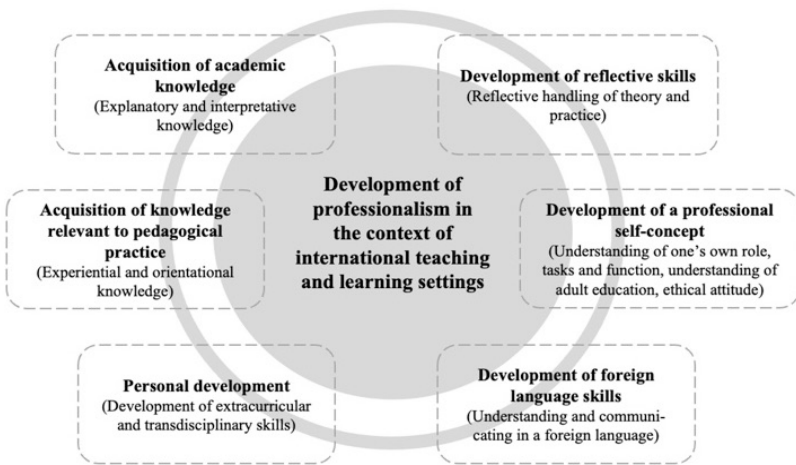 Acquisition of academic
knowledge
(Explanatory and interpretative
knowledge)
Development of reflective skills
(Reflective handling of theory and
practice)
Acquisition of knowledge
relevant to pedagogical
practice
(Experiential and orientational
knowledge)
Development of
professionalism in
the context of
international teaching
and learning settings
Development of a professional
self-concept
(Understanding of one's own role,
tasks and function, understanding of
adult education, ethical attitude)
Personal development
(Development of extracurricular
and transdisciplinary skills)
Development of foreign
language skills
(Understanding and communi-
cating in a foreign language)